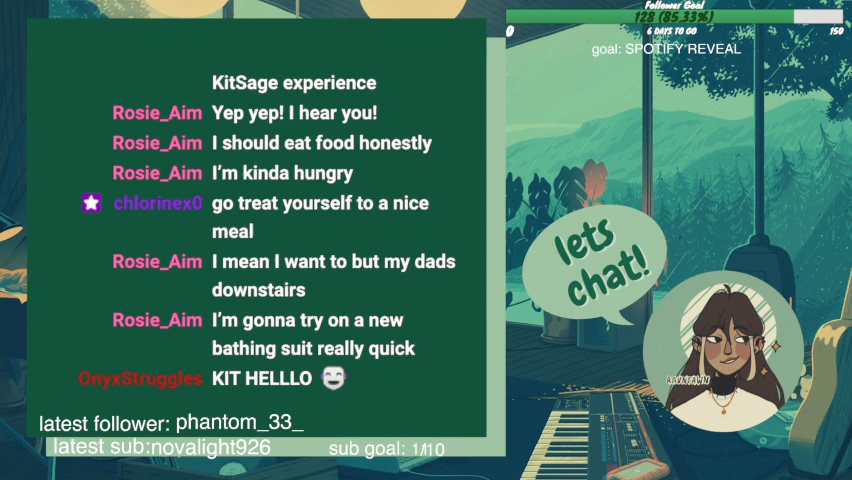 Follower Goal
128 (85.33%)
0
6 DAYS TO GO
150
goal: SPOTIFY REVEAL
KitSage experience
Rosie_Aim Yep yep! I hear you!
Rosie_Aim I should eat food honestly
Rosie_Aim I'm kinda hungry
chlorinex0 go treat yourself to a nice
meal
Rosie_Aim I mean I want to but my dads
downstairs
Rosie_Aim I'm gonna try on a new
bathing suit really quick
OnyxStruggles KIT HELLLO
lets
chat!
latest follower: phantom_33_
latest sub:novalight926
sub goal: 1/10